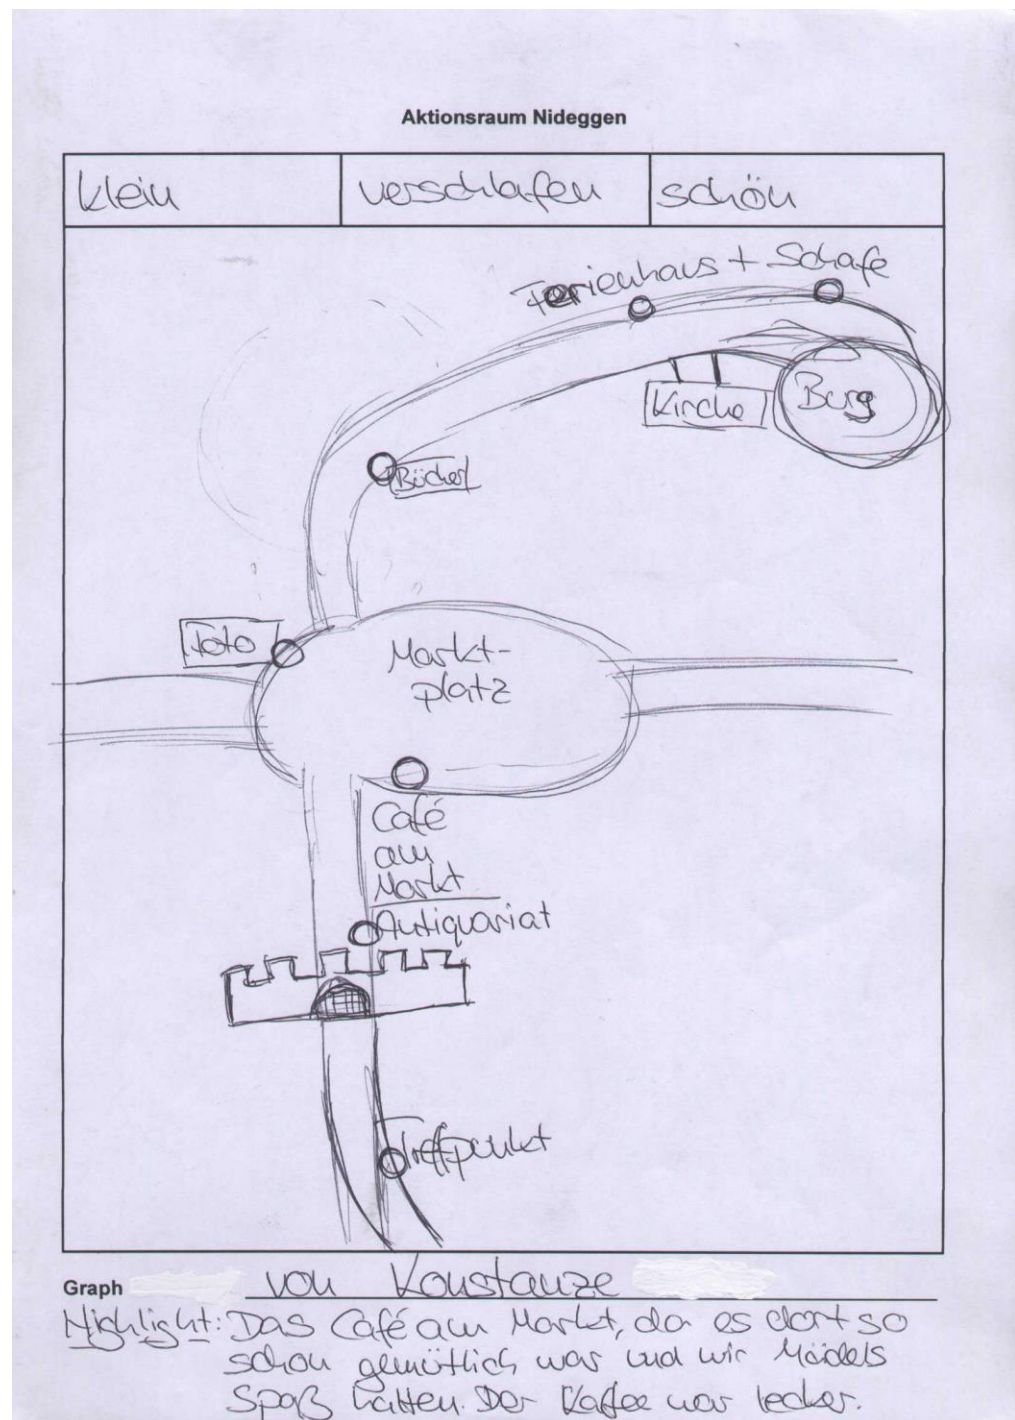 Aktionsraum Nideggen
klein verschlafen schön
Ferienhaus + Schafe
Kirche Burg
Bücher
Foto
Markt-
platz
Café
am
Markt
Antiquariat
Treffpunkt
Graph von Konstanze
Highlight: Das Café am Markt, da es dort so
schön gemütlich war und wir Mädels
Spaß hatten. Der Kaffee war lecker.